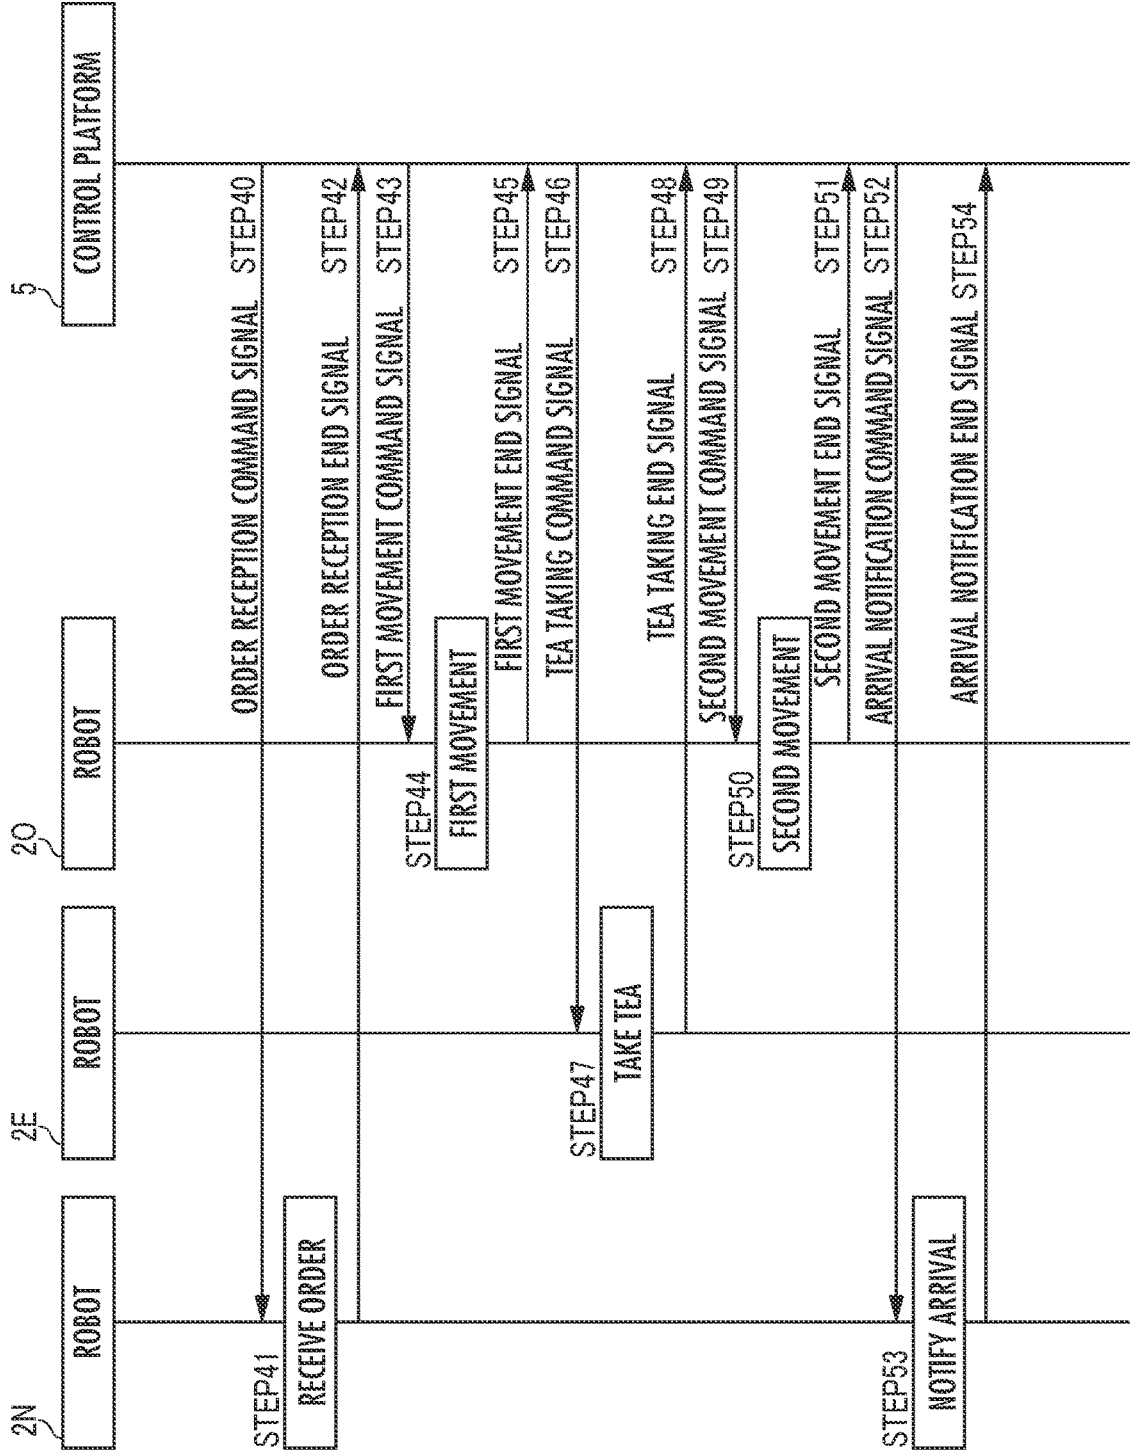 2N
ROBOT
2E
ROBOT
2O
ROBOT
5
CONTROL PLATFORM
ORDER RECEPTION COMMAND SIGNAL STEP40
STEP41
RECEIVE ORDER
ORDER RECEPTION END SIGNAL STEP42
FIRST MOVEMENT COMMAND SIGNAL STEP43
STEP44
FIRST MOVEMENT
FIRST MOVEMENT END SIGNAL STEP45
TEA TAKING COMMAND SIGNAL STEP46
STEP47
TAKE TEA
TEA TAKING END SIGNAL STEP48
SECOND MOVEMENT COMMAND SIGNAL STEP49
STEP50
SECOND MOVEMENT
SECOND MOVEMENT END SIGNAL STEP51
ARRIVAL NOTIFICATION COMMAND SIGNAL STEP52
STEP53
NOTIFY ARRIVAL
ARRIVAL NOTIFICATION END SIGNAL STEP54